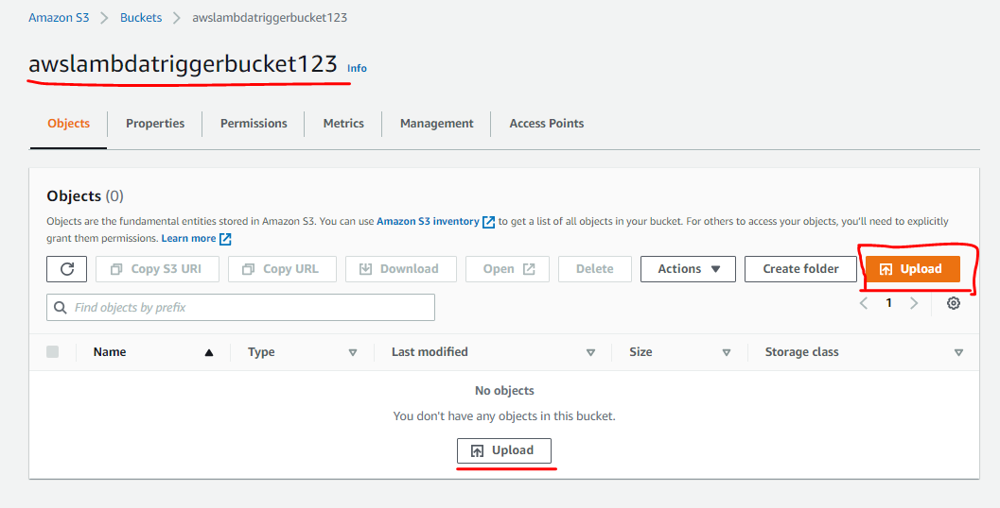 Amazon S3 > Buckets > awslambdatriggerbucket123
awslambdatriggerbucket123 Info
Objects Properties Permissions Metrics Management Access Points
Objects (0)
Objects are the fundamental entities stored in Amazon S3. You can use Amazon S3 inventory to get a list of all objects in your bucket. For others to access your objects, you'll need to explicitly
grant them permissions. Learn more
Copy S3 URI Copy URL Download Open Delete Actions Create folder Upload
Find objects by prefix < 1 >
Name Type Last modified Size Storage class
No objects
You don't have any objects in this bucket.
Upload